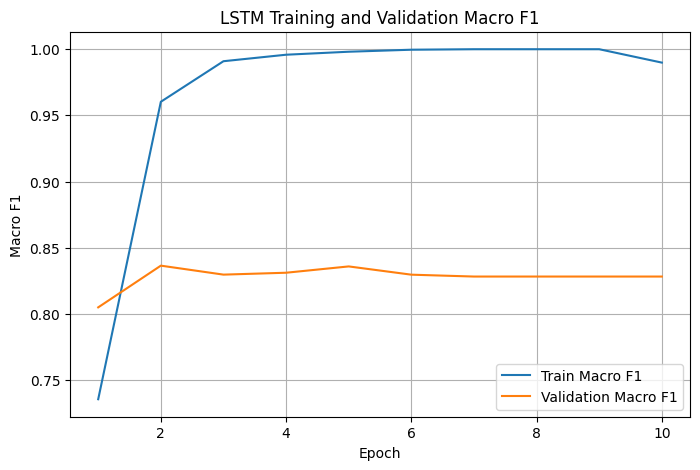 LSTM Training and Validation Macro F1
1.00
0.95
0.90
0.85
0.80
0.75
Macro F1
Train Macro F1
Validation Macro F1
2 4 6 8 10
Epoch